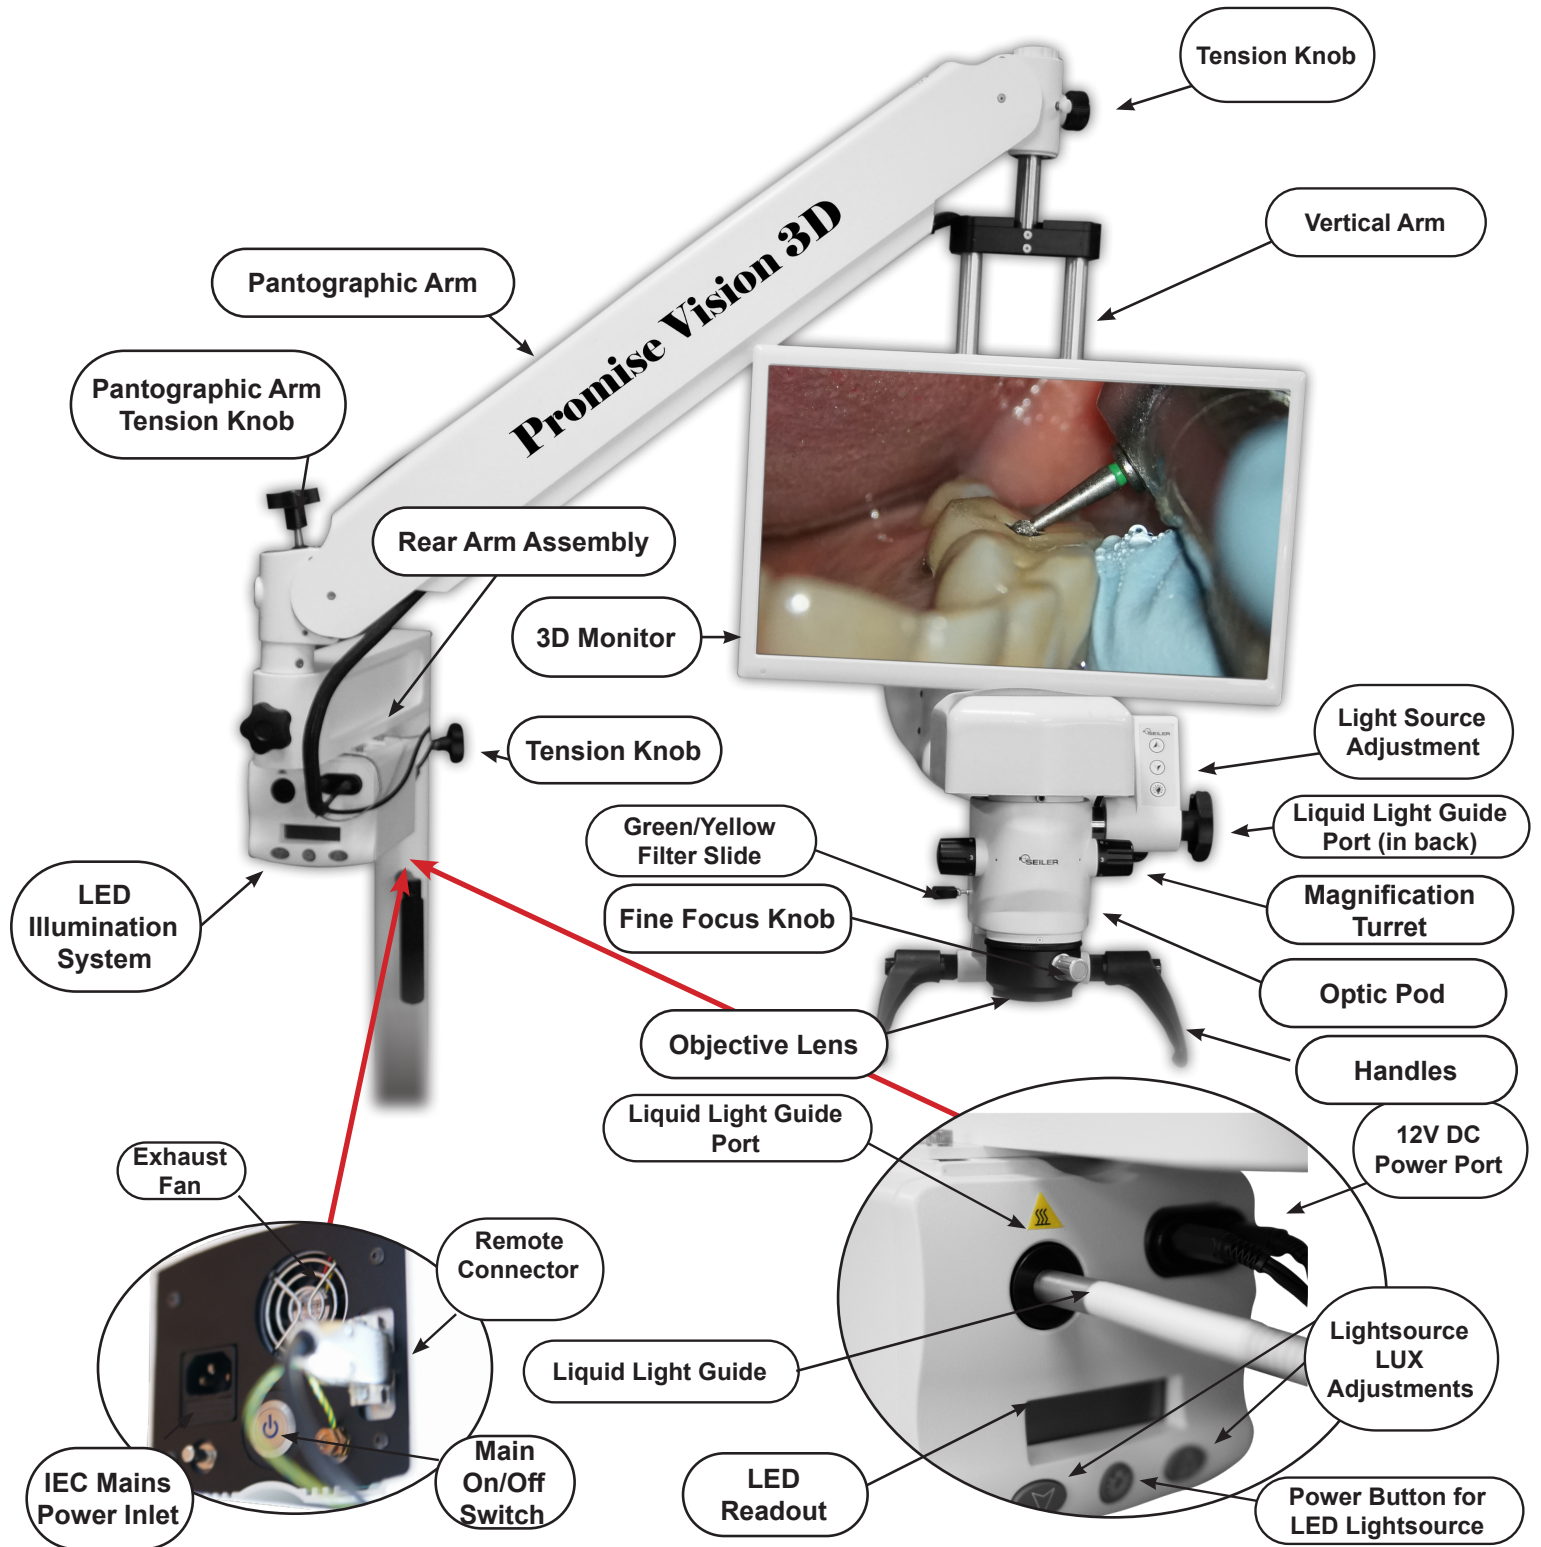 Tension Knob
Vertical Arm
Pantographic Arm
Promise Vision 3D
Pantographic Arm
Tension Knob
Rear Arm Assembly
3D Monitor
Light Source
Adjustment
SEILER
Tension Knob
Liquid Light Guide
Port (in back)
Green/Yellow
Filter Slide
SEILER
LED
Illumination
System
Magnification
Turret
Fine Focus Knob
Optic Pod
Objective Lens
Handles
Liquid Light Guide
Port
12V DC
Power Port
Exhaust
Fan
Remote
Connector
Liquid Light Guide
Lightsource
LUX
Adjustments
IEC Mains
Power Inlet
Main
On/Off
Switch
LED
Readout
Power Button for
LED Lightsource